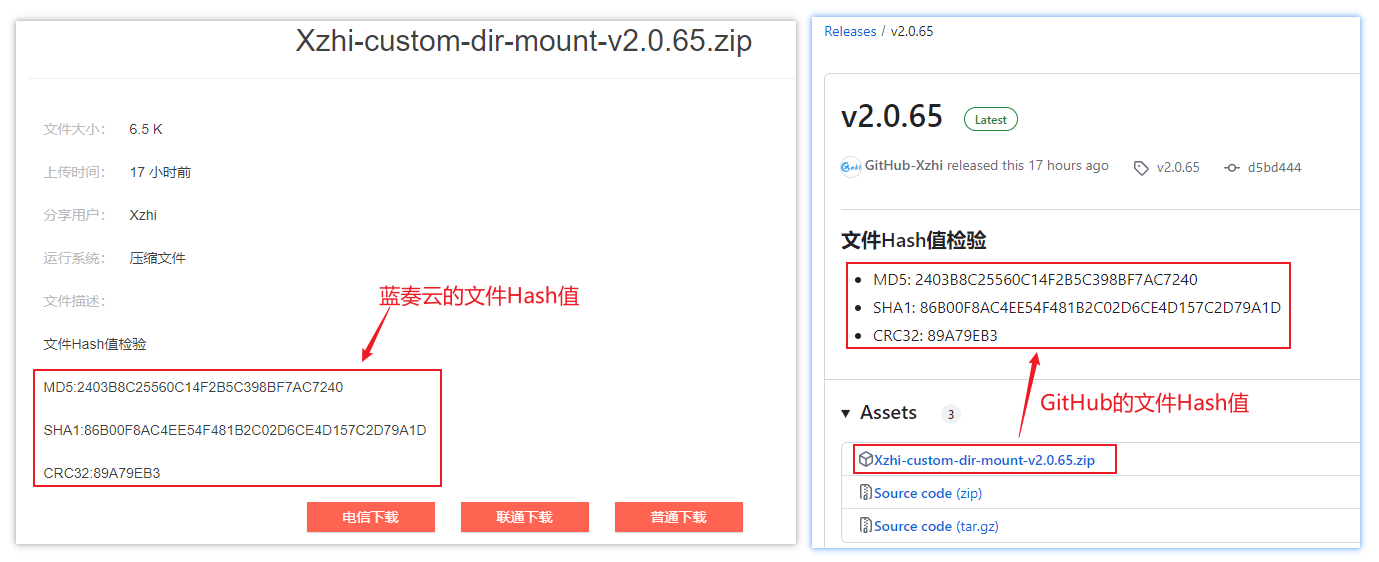 Xzhi-custom-dir-mount-v2.0.65.zip
文件大小： 6.5 K
上传时间： 17 小时前
分享用户： Xzhi
运行系统： 压缩文件
文件描述：
蓝奏云的文件Hash值
文件Hash值检验
MD5:2403B8C25560C14F2B5C398BF7AC7240
SHA1:86B00F8AC4EE54F481B2C02D6CE4D157C2D79A1D
CRC32:89A79EB3
电信下载 联通下载 普通下载
Releases / v2.0.65
v2.0.65 Latest
GitHub-Xzhi released this 17 hours ago v2.0.65 d5bd444
文件Hash值检验
• MD5: 2403B8C25560C14F2B5C398BF7AC7240
• SHA1: 86B00F8AC4EE54F481B2C02D6CE4D157C2D79A1D
• CRC32: 89A79EB3
GitHub的文件Hash值
▼ Assets 3
Xzhi-custom-dir-mount-v2.0.65.zip
Source code (zip)
Source code (tar.gz)